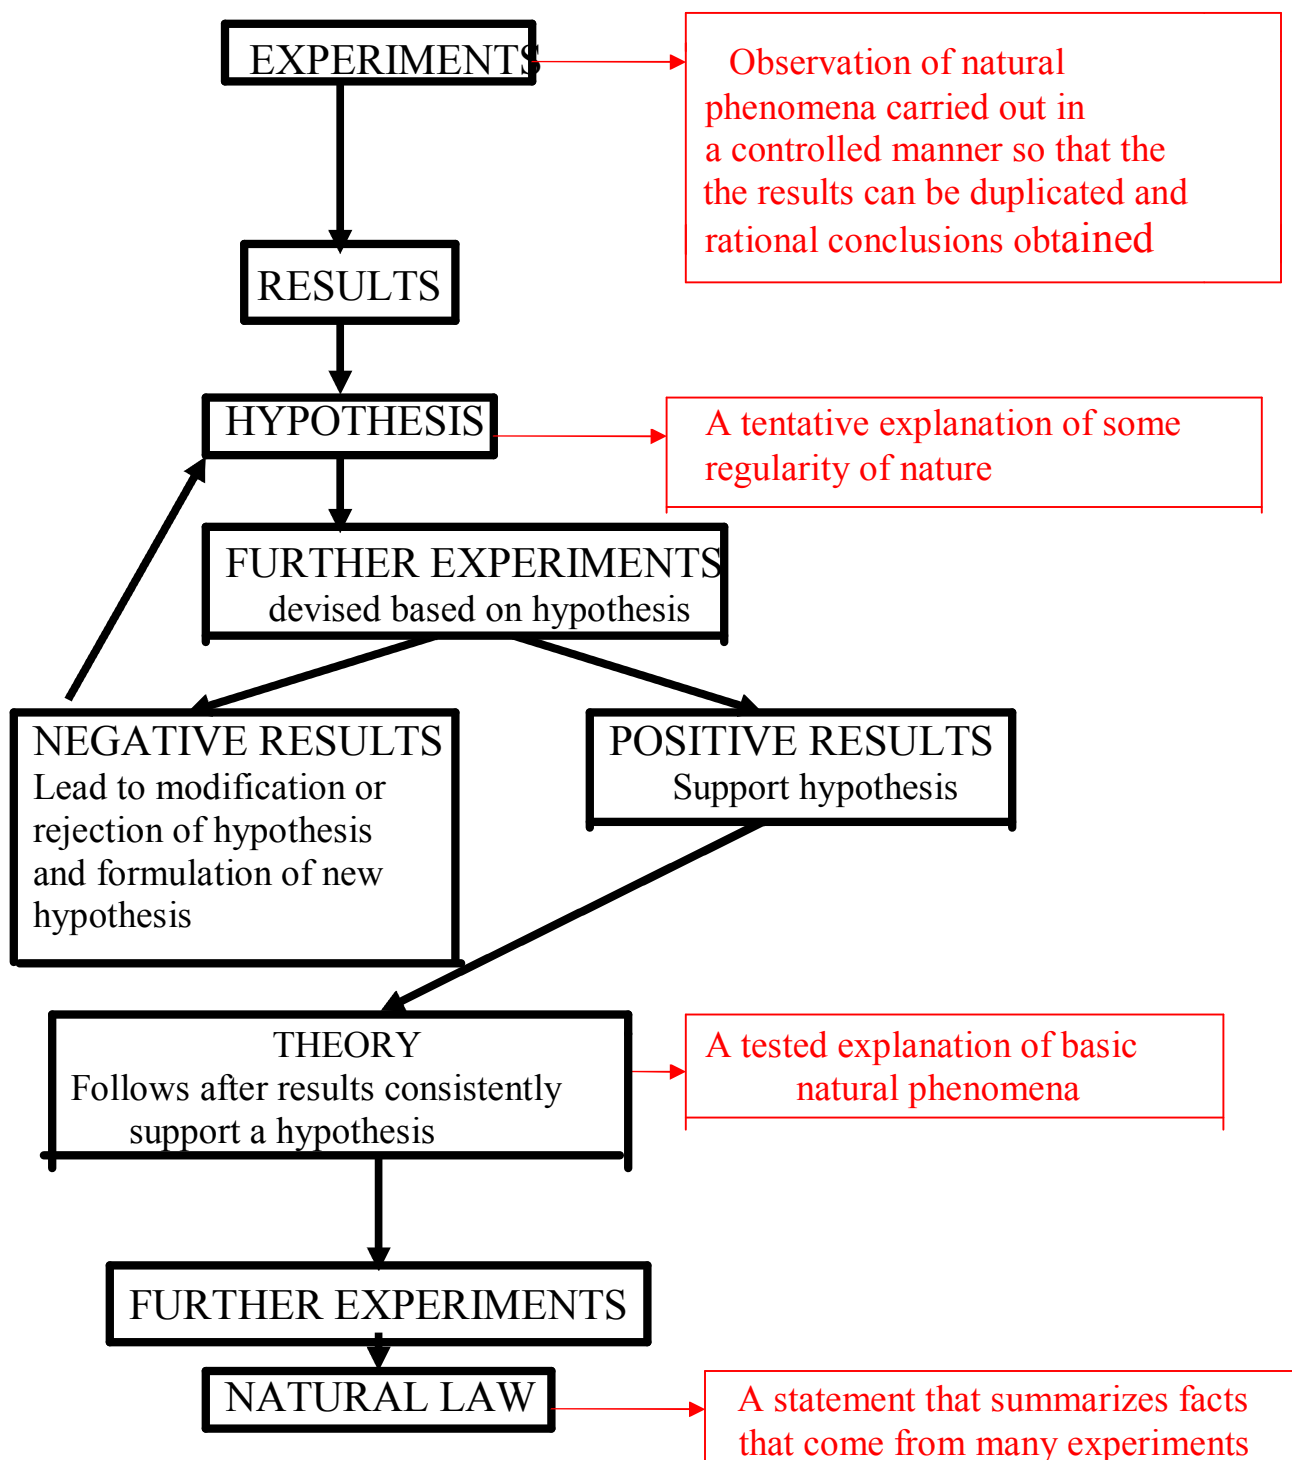 EXPERIMENTS
Observation of natural
phenomena carried out in
a controlled manner so that the
the results can be duplicated and
rational conclusions obtained
RESULTS
HYPOTHESIS
A tentative explanation of some
regularity of nature
FURTHER EXPERIMENTS
devised based on hypothesis
NEGATIVE RESULTS
Lead to modification or
rejection of hypothesis
and formulation of new
hypothesis
POSITIVE RESULTS
Support hypothesis
THEORY
Follows after results consistently
support a hypothesis
A tested explanation of basic
natural phenomena
FURTHER EXPERIMENTS
NATURAL LAW
A statement that summarizes facts
that come from many experiments